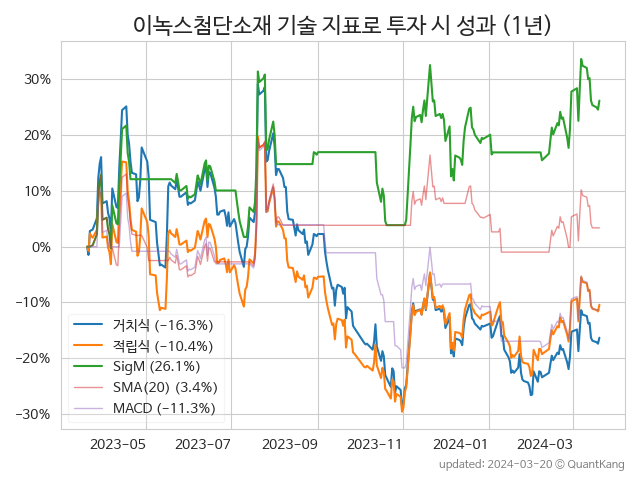 이녹스첨단소재 기술 지표로 투자 시 성과 (1년)
30%
20%
10%
0%
−10%
−20%
−30%
거치식 (−16.3%)
적립식 (−10.4%)
SigM (26.1%)
SMA(20) (3.4%)
MACD (−11.3%)
2023−05 2023−07 2023−09 2023−11 2024−01 2024−03
updated: 2024-03-20 © QuantKang